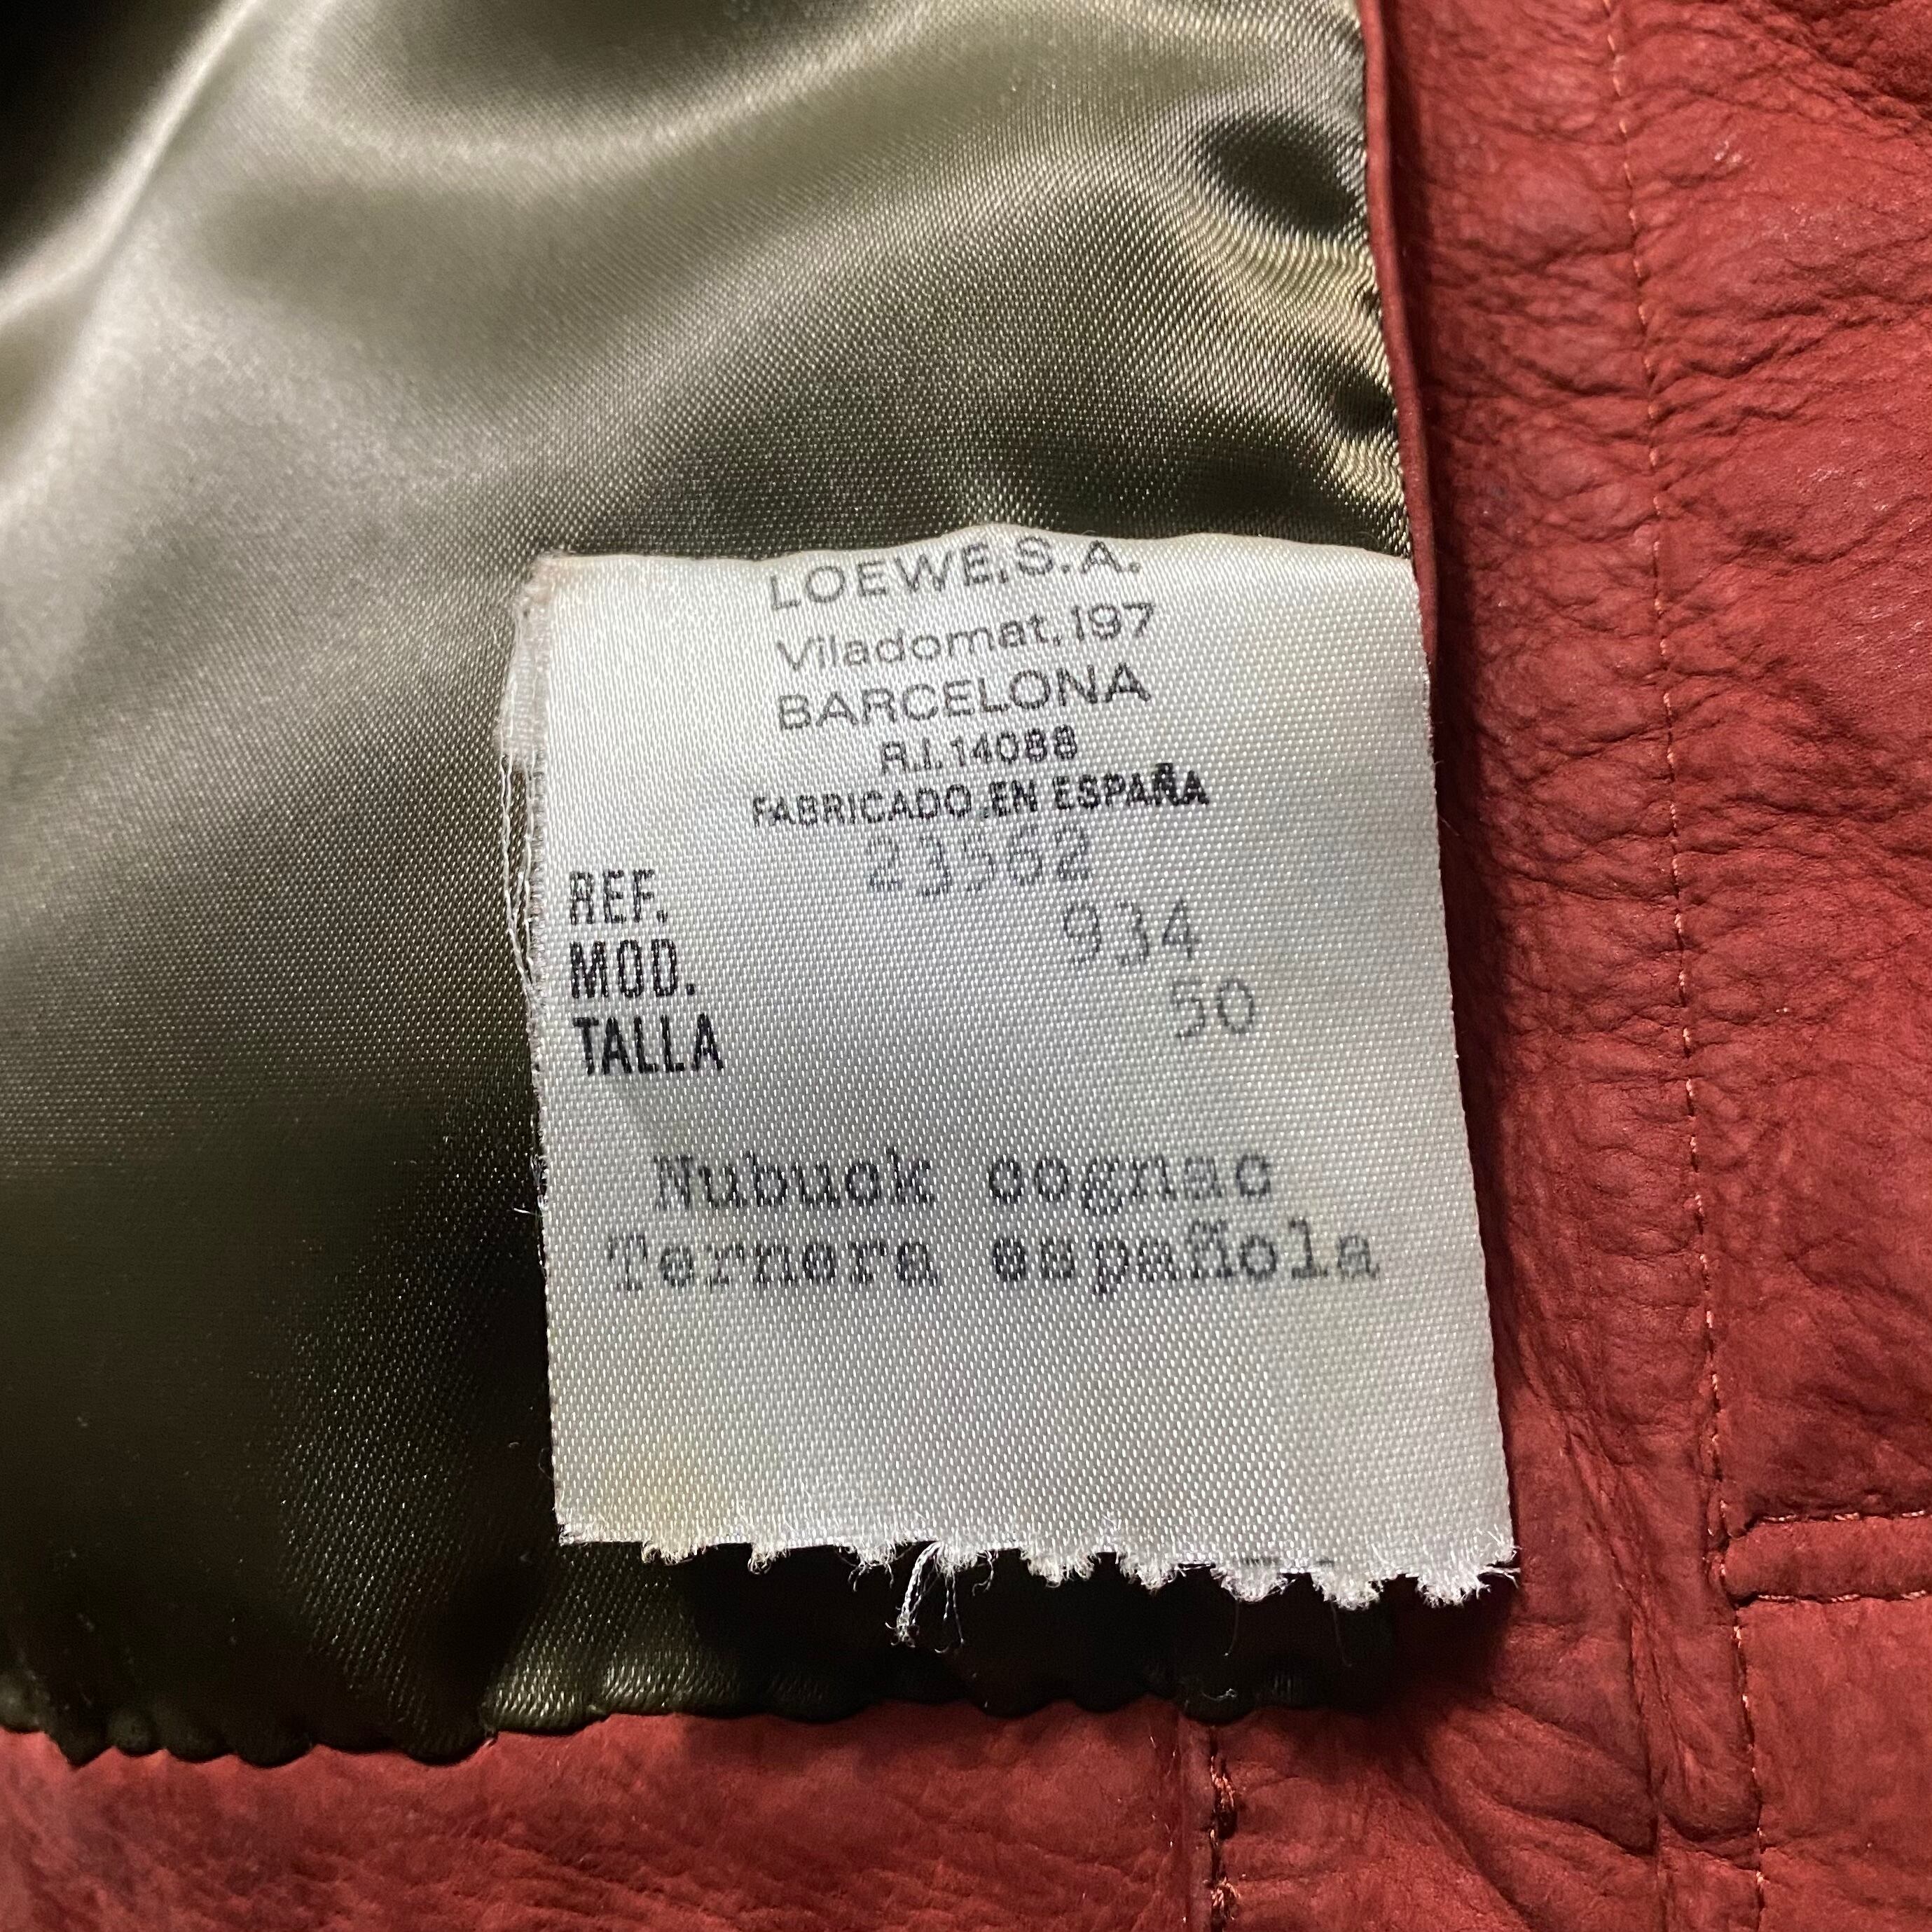 LOEWE,S.A.
Viladomat,197
BARCELONA
R.I.14088
FABRICADO EN ESPAÑA
REF. 23562
MOD. 934
TALLA 50
Nubuck cognac
Ternera española